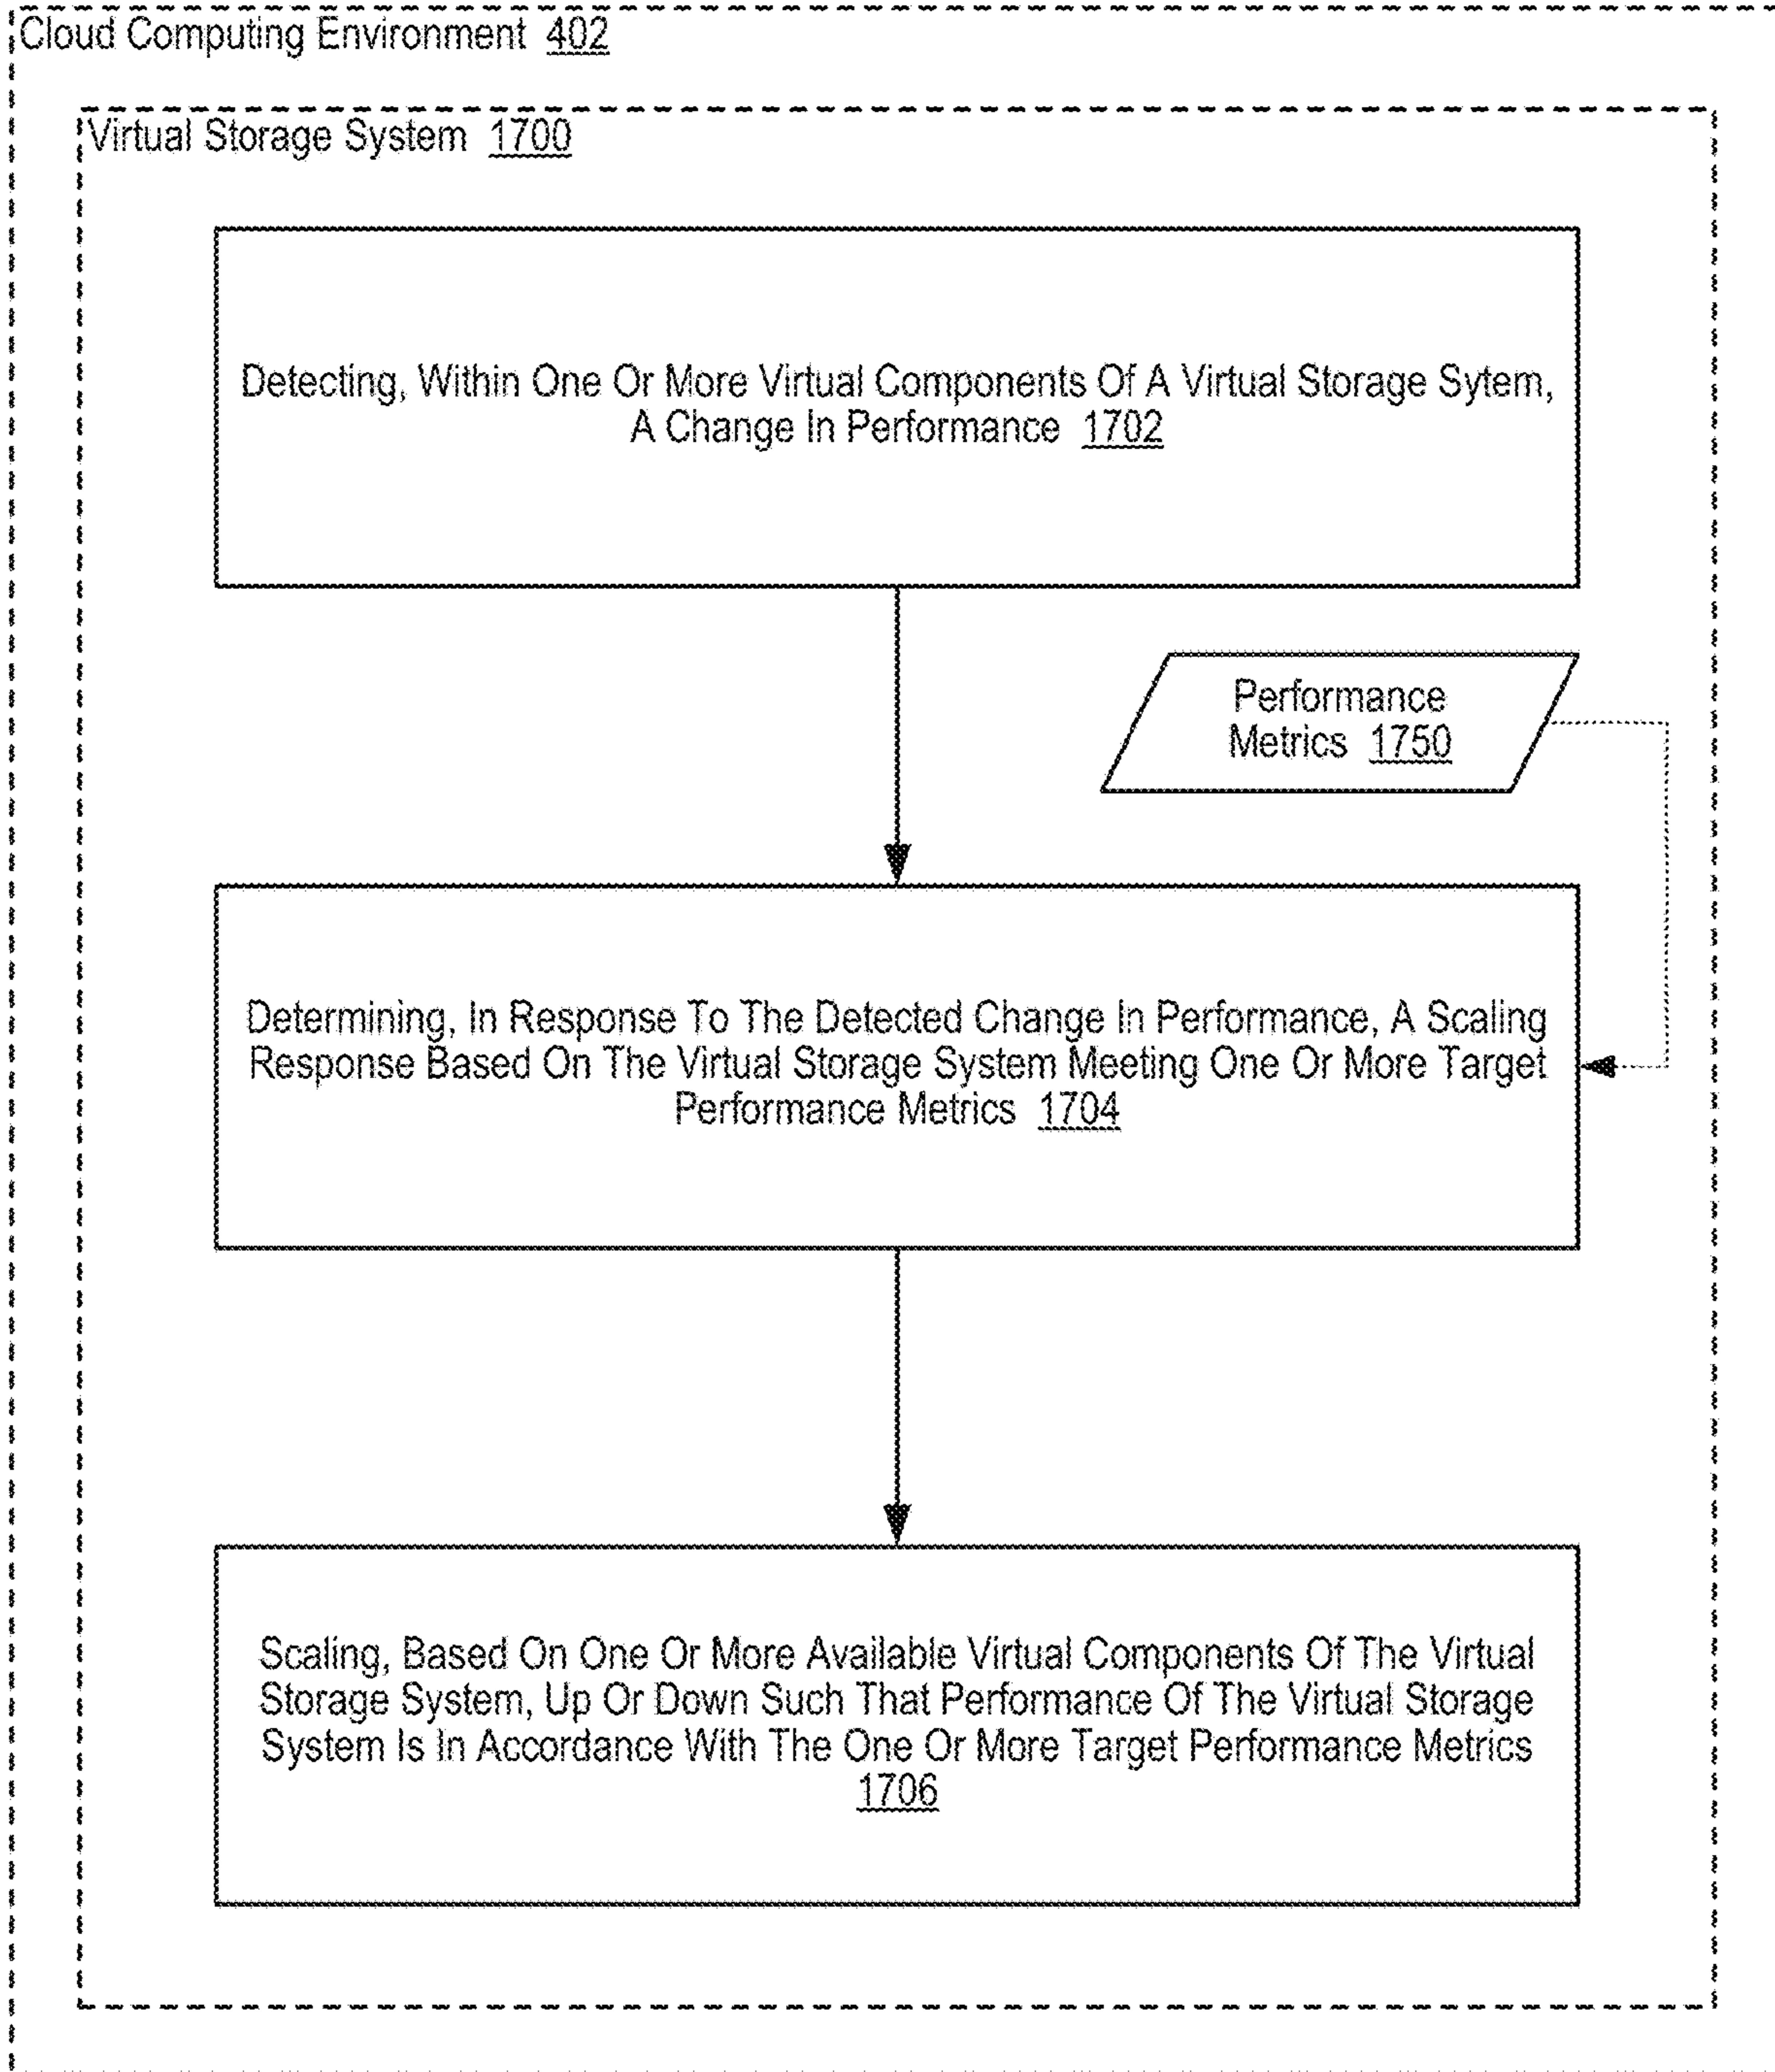 Cloud Computing Environment 402
Virtual Storage System 1700
Detecting, Within One Or More Virtual Components Of A Virtual Storage Sytem,
A Change In Performance 1702
Performance
Metrics 1750
Determining, In Response To The Detected Change In Performance, A Scaling
Response Based On The Virtual Storage System Meeting One Or More Target
Performance Metrics 1704
Scaling, Based On One Or More Available Virtual Components Of The Virtual
Storage System, Up Or Down Such That Performance Of The Virtual Storage
System Is In Accordance With The One Or More Target Performance Metrics
1706